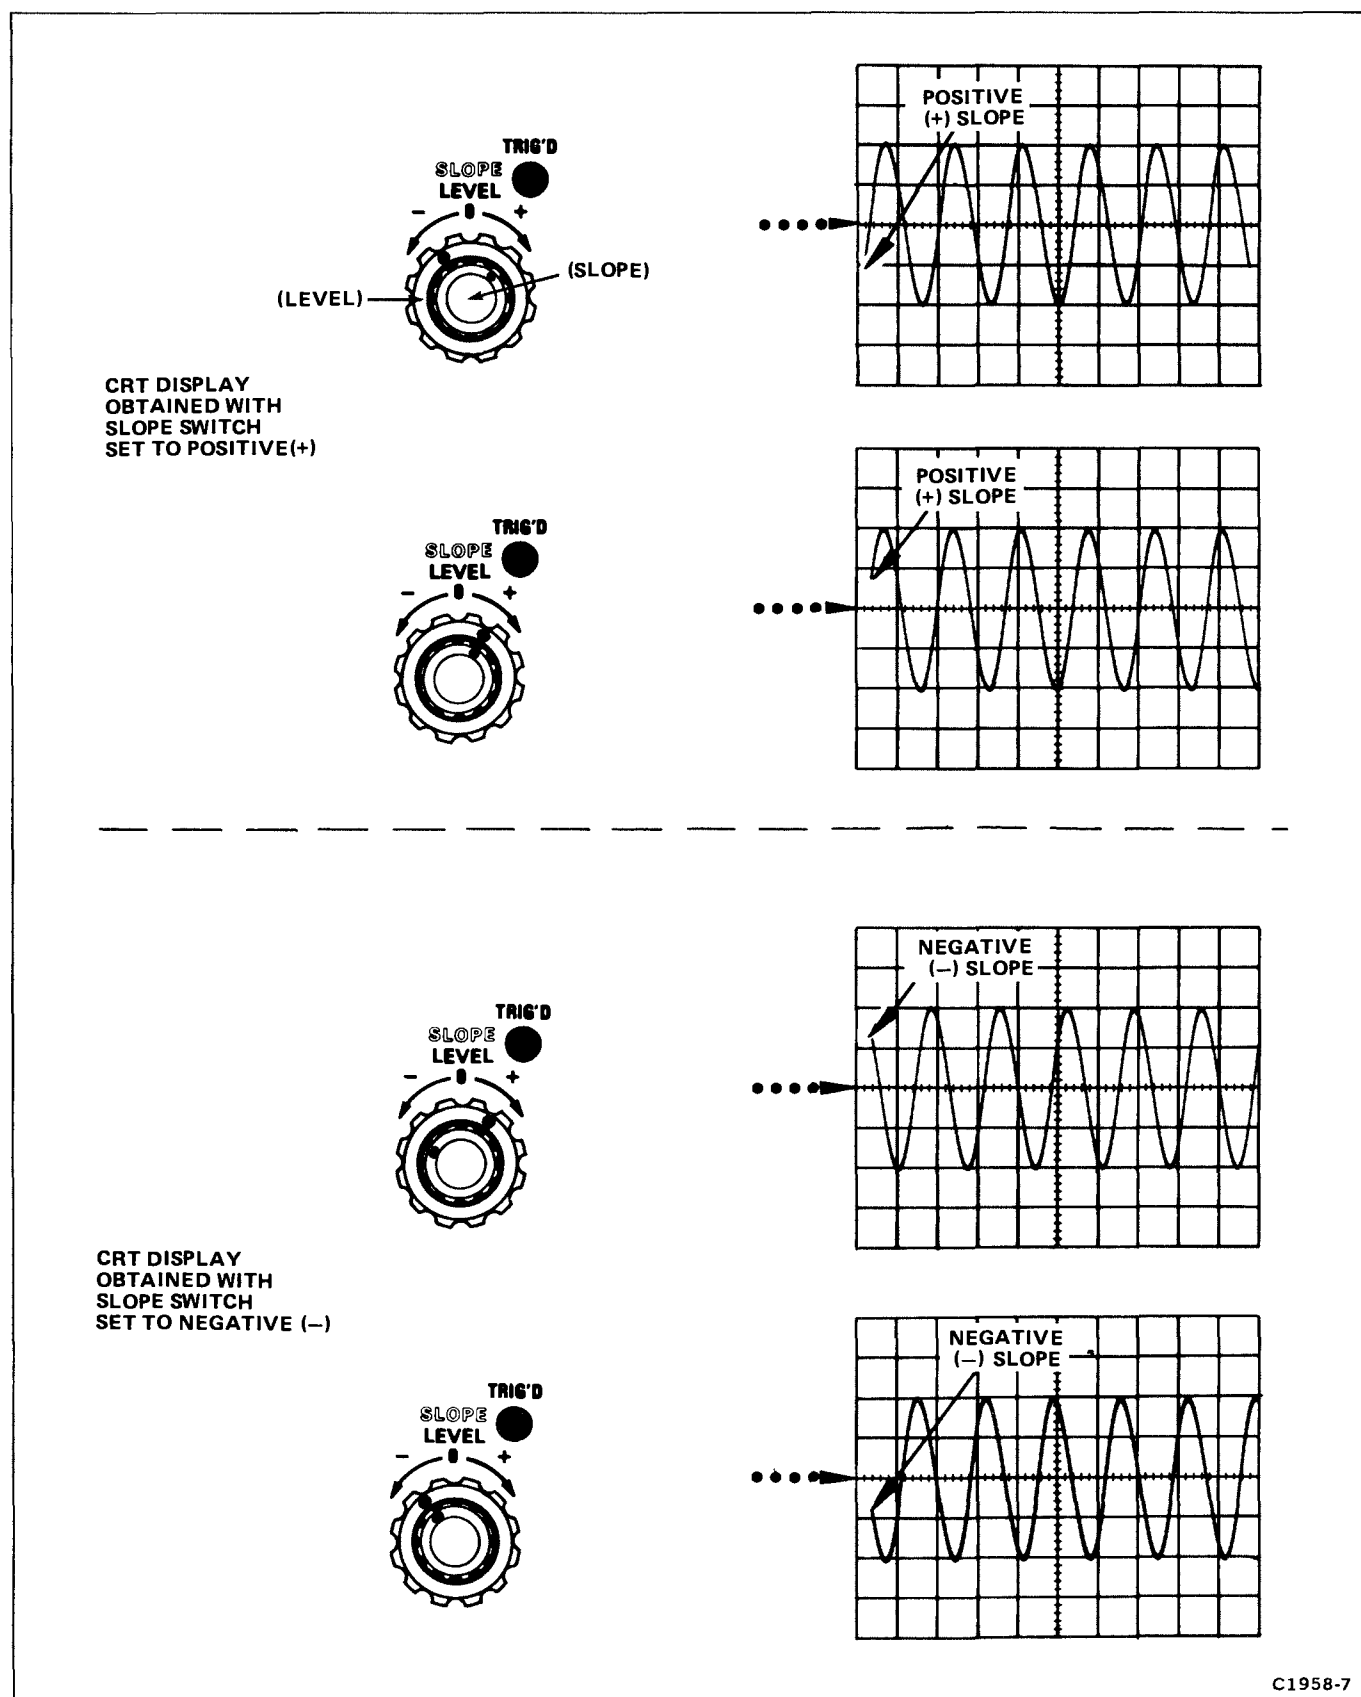 TRIG'D
SLOPE
LEVEL
- +
(SLOPE)
(LEVEL)
POSITIVE
(+) SLOPE
CRT DISPLAY
OBTAINED WITH
SLOPE SWITCH
SET TO POSITIVE(+)
TRIG'D
SLOPE
LEVEL
- +
POSITIVE
(+) SLOPE
TRIG'D
SLOPE
LEVEL
- +
NEGATIVE
(−) SLOPE
CRT DISPLAY
OBTAINED WITH
SLOPE SWITCH
SET TO NEGATIVE (−)
TRIG'D
SLOPE
LEVEL
- +
NEGATIVE
(−) SLOPE
C1958-7